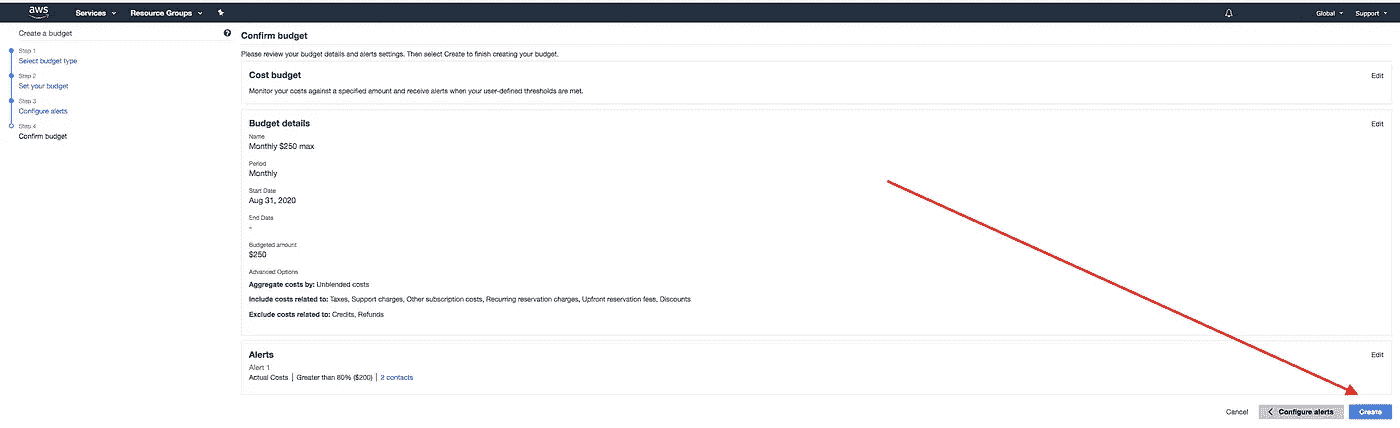 aws Services Resource Groups Global Support
Create a budget
Step 1
Select budget type
Step 2
Set your budget
Step 3
Configure alerts
Step 4
Confirm budget
Confirm budget
Please review your budget details and alerts settings. Then select Create to finish creating your budget.
Cost budget Edit
Monitor your costs against a specified amount and receive alerts when your user-defined thresholds are met.
Budget details Edit
Name
Monthly $250 max
Period
Monthly
Start Date
Aug 31, 2020
End Date
-
Budgeted amount
$250
Advanced Options
Aggregate costs by: Unblended costs
Include costs related to: Taxes, Support charges, Other subscription costs, Recurring reservation charges, Upfront reservation fees, Discounts
Exclude costs related to: Credits, Refunds
Alerts Edit
Alert 1
Actual Costs | Greater than 80% ($200) | 2 contacts
Cancel < Configure alerts Create